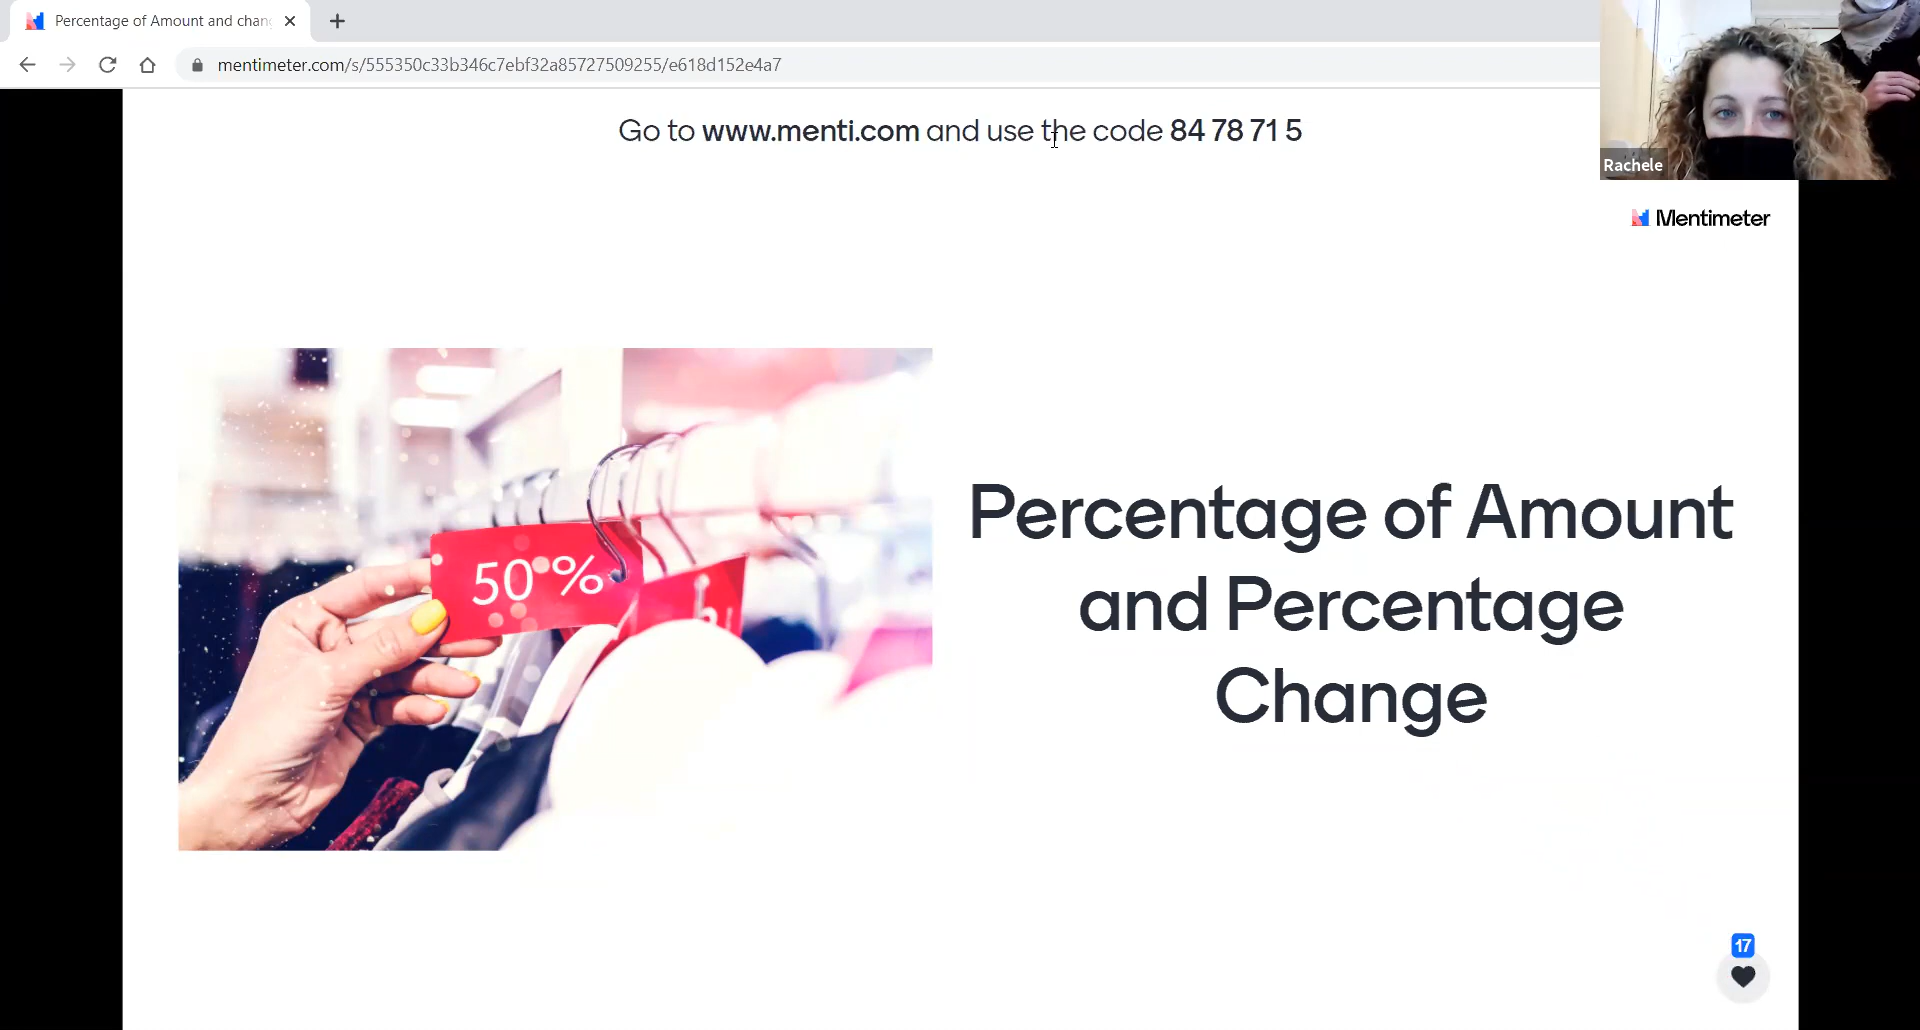 Percentage of Amount and chan
mentimeter.com/s/555350c33b346c7ebf32a85727509255/e618d152e4a7
Go to www.menti.com and use the code 84 78 71 5
Rachele
Mentimeter
50%
Percentage of Amount
and Percentage
Change
17